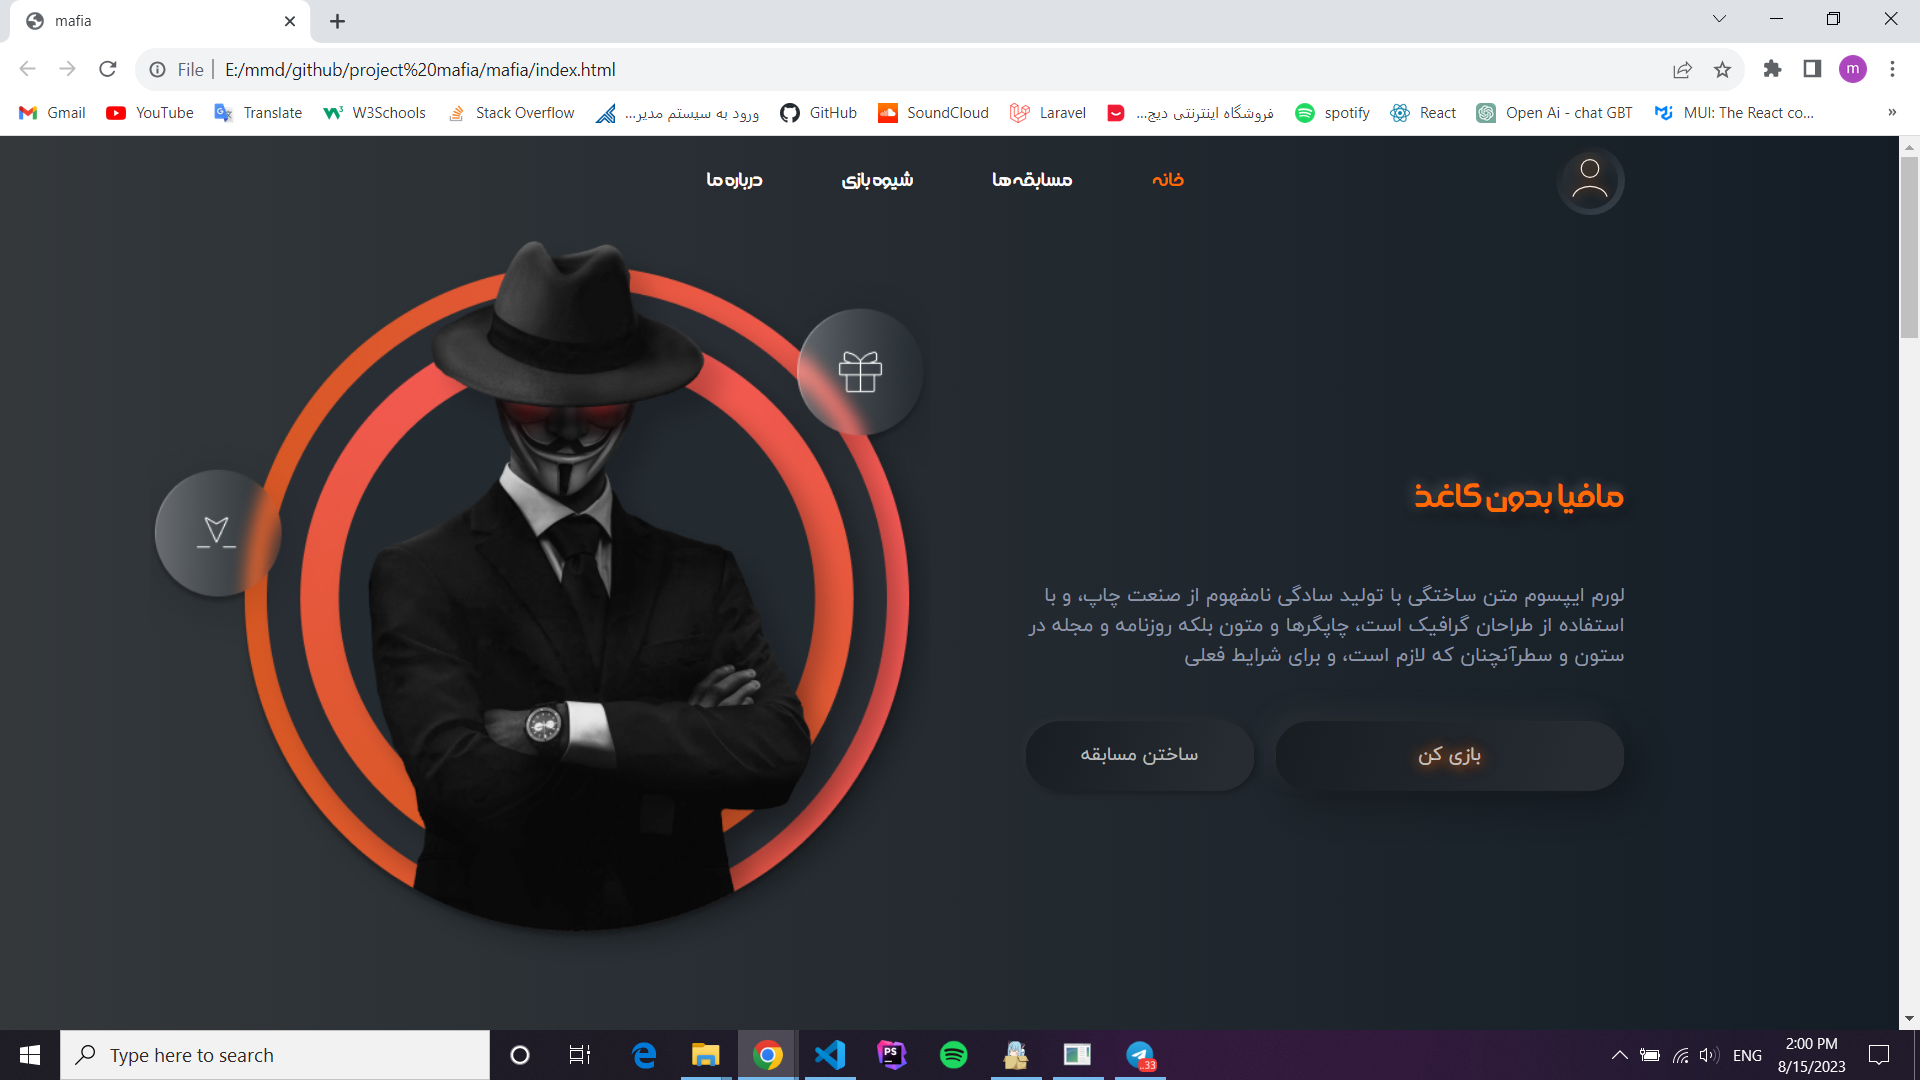 mafia
File
E:/mmd/github/project%20mafia/mafia/index.html
m
Gmail
YouTube
Translate
W3Schools
Stack Overflow
ورود به سیستم مدیر...
GitHub
SoundCloud
Laravel
فروشگاه اینترنتی دیج...
spotify
React
Open Ai - chat GBT
MUI: The React co...
»
خانه
مسابقه ها
شیوه بازی
درباره ما
مافیا بدون کاغذ
لورم ایپسوم متن ساختگی با تولید سادگی نامفهوم از صنعت چاپ، و با
استفاده از طراحان گرافیک است، چاپگرها و متون بلکه روزنامه و مجله در
ستون و سطرآنچنان که لازم است، و برای شرایط فعلی
بازی کن
ساختن مسابقه
Type here to search
PS
..33
ENG
2:00 PM
8/15/2023